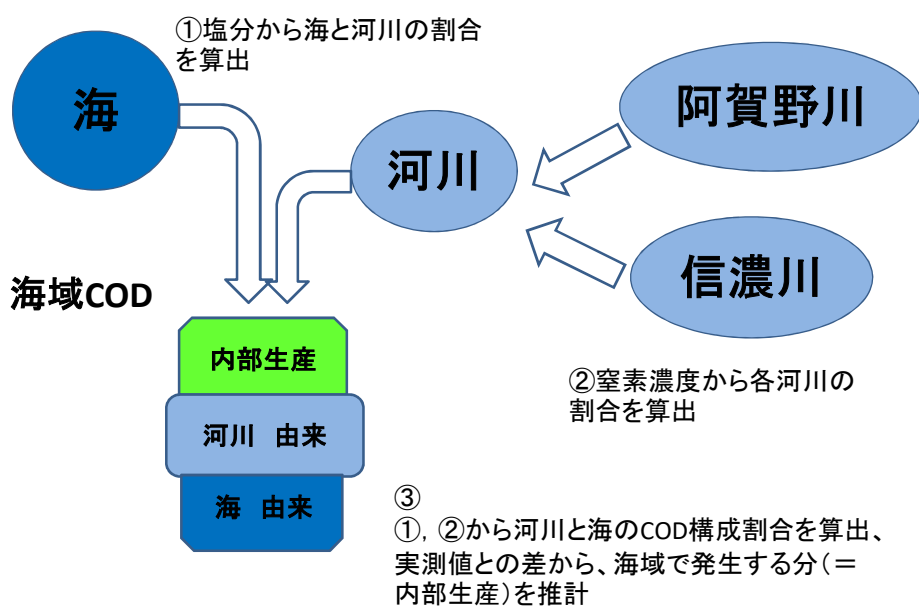 ①塩分から海と河川の割合
を算出
海
河川
阿賀野川
信濃川
海域COD
内部生産
河川　由来
海　由来
②窒素濃度から各河川の
割合を算出
③
①，②から河川と海のCOD構成割合を算出、
実測値との差から、海域で発生する分（＝
内部生産）を推計